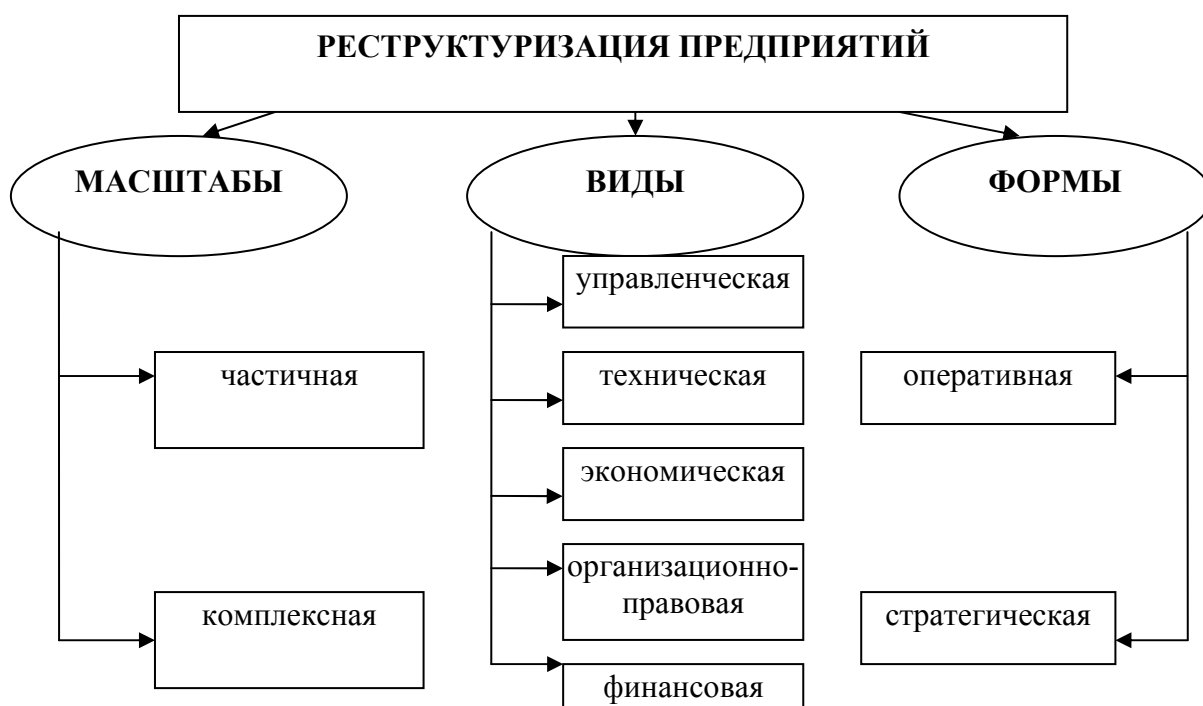 РЕСТРУКТУРИЗАЦИЯ ПРЕДПРИЯТИЙ
МАСШТАБЫ
частичная
комплексная
ВИДЫ
управленческая
техническая
экономическая
организационно-
правовая
финансовая
ФОРМЫ
оперативная
стратегическая